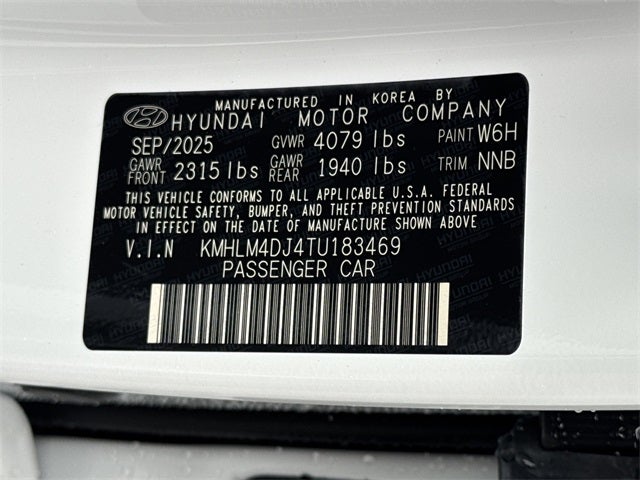 MANUFACTURED IN KOREA BY
HYUNDAI MOTOR COMPANY
SEP/2025 GVWR 4079 lbs PAINT W6H
GAWR FRONT 2315 lbs GAWR REAR 1940 lbs TRIM NNB
THIS VEHICLE CONFORMS TO ALL APPLICABLE U.S.A. FEDERAL
MOTOR VEHICLE SAFETY, BUMPER, AND THEFT PREVENTION STANDARDS
IN EFFECT ON THE DATE OF MANUFACTURE SHOWN ABOVE
V.I.N KMHLM4DJ4TU183469
PASSENGER CAR